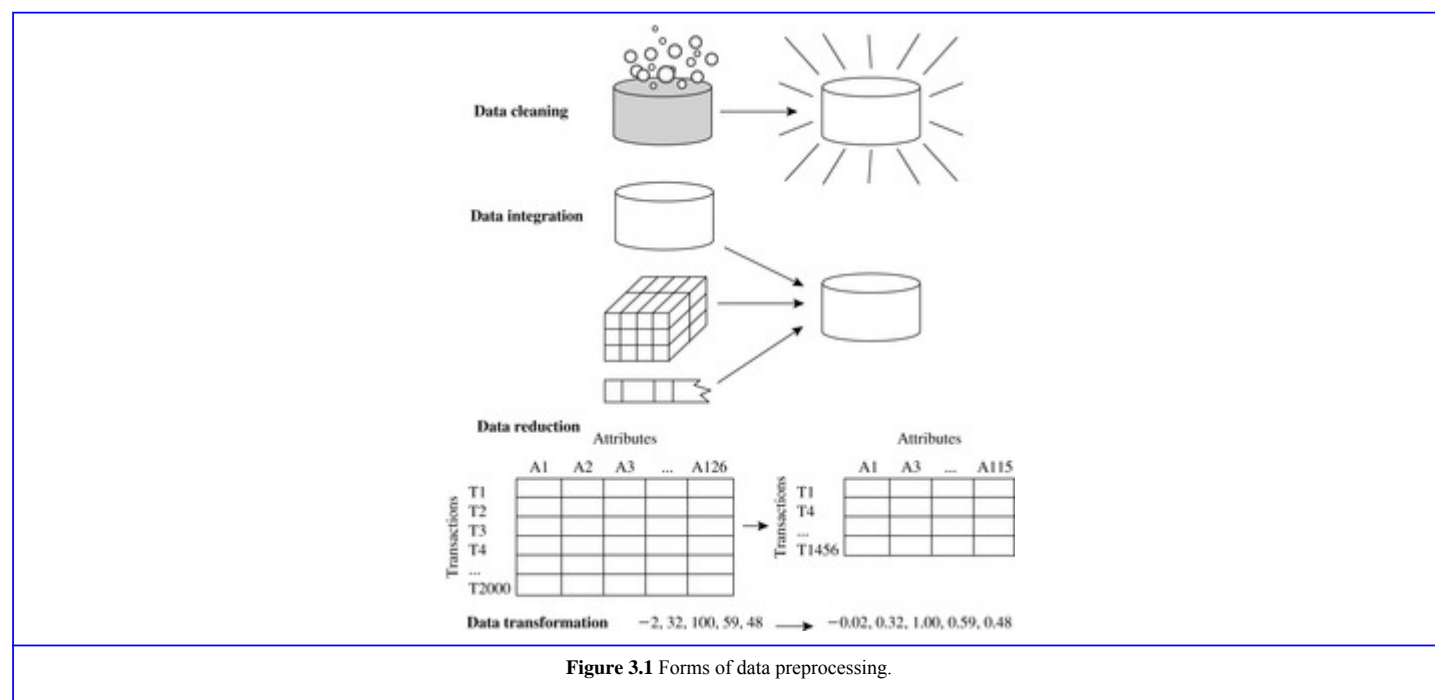 Data cleaning
Data integration
Data reduction
Attributes
A1 A2 A3 ... A126
Transactions
T1
T2
T3
T4
...
T2000
Attributes
A1 A3 ... A115
Transactions
T1
T4
...
T1456
Data transformation −2, 32, 100, 59, 48 −0.02, 0.32, 1.00, 0.59, 0.48
Figure 3.1 Forms of data preprocessing.